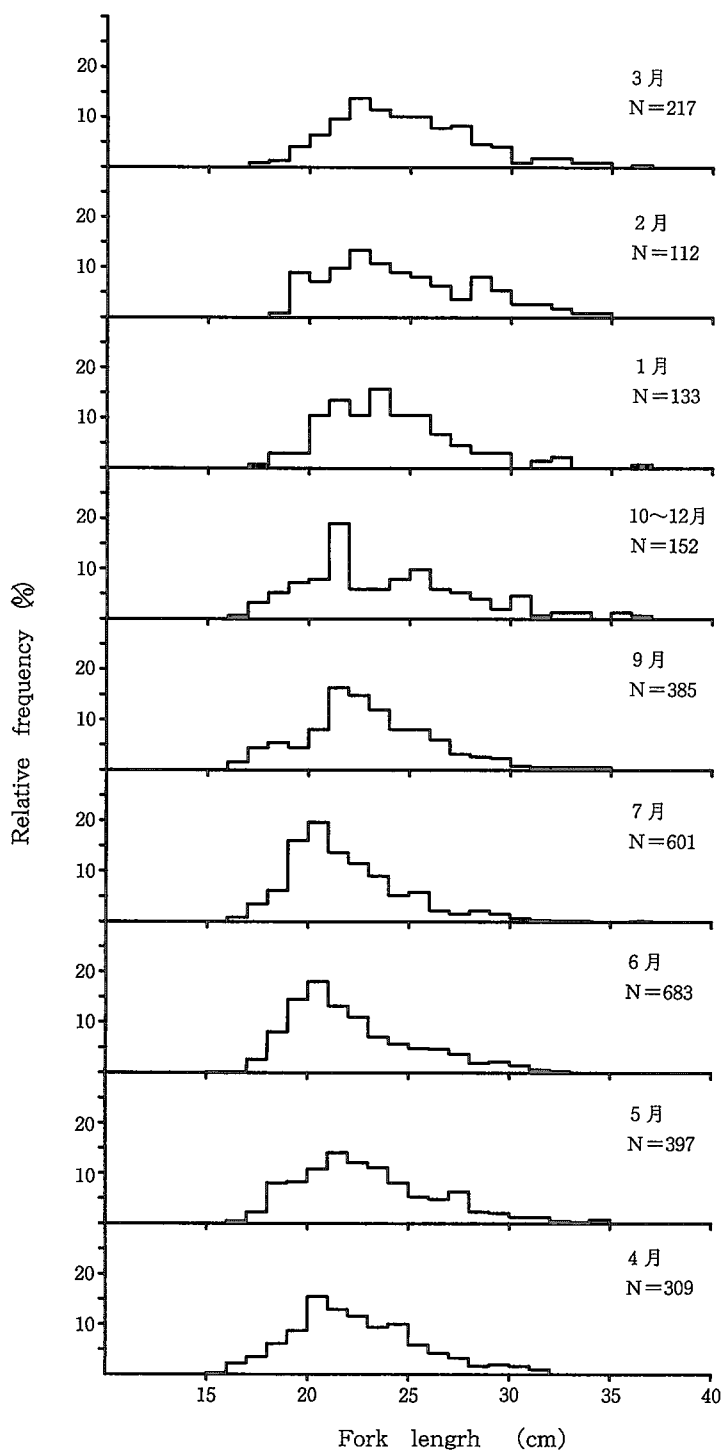 20
10
3月
N=217
20
10
2月
N=112
20
10
1月
N=133
20
10
10〜12月
N=152
20
10
9月
N=385
20
10
7月
N=601
20
10
6月
N=683
20
10
5月
N=397
20
10
4月
N=309
15 20 25 30 35 40
Fork lengrh (cm)
Relative frequency (%)